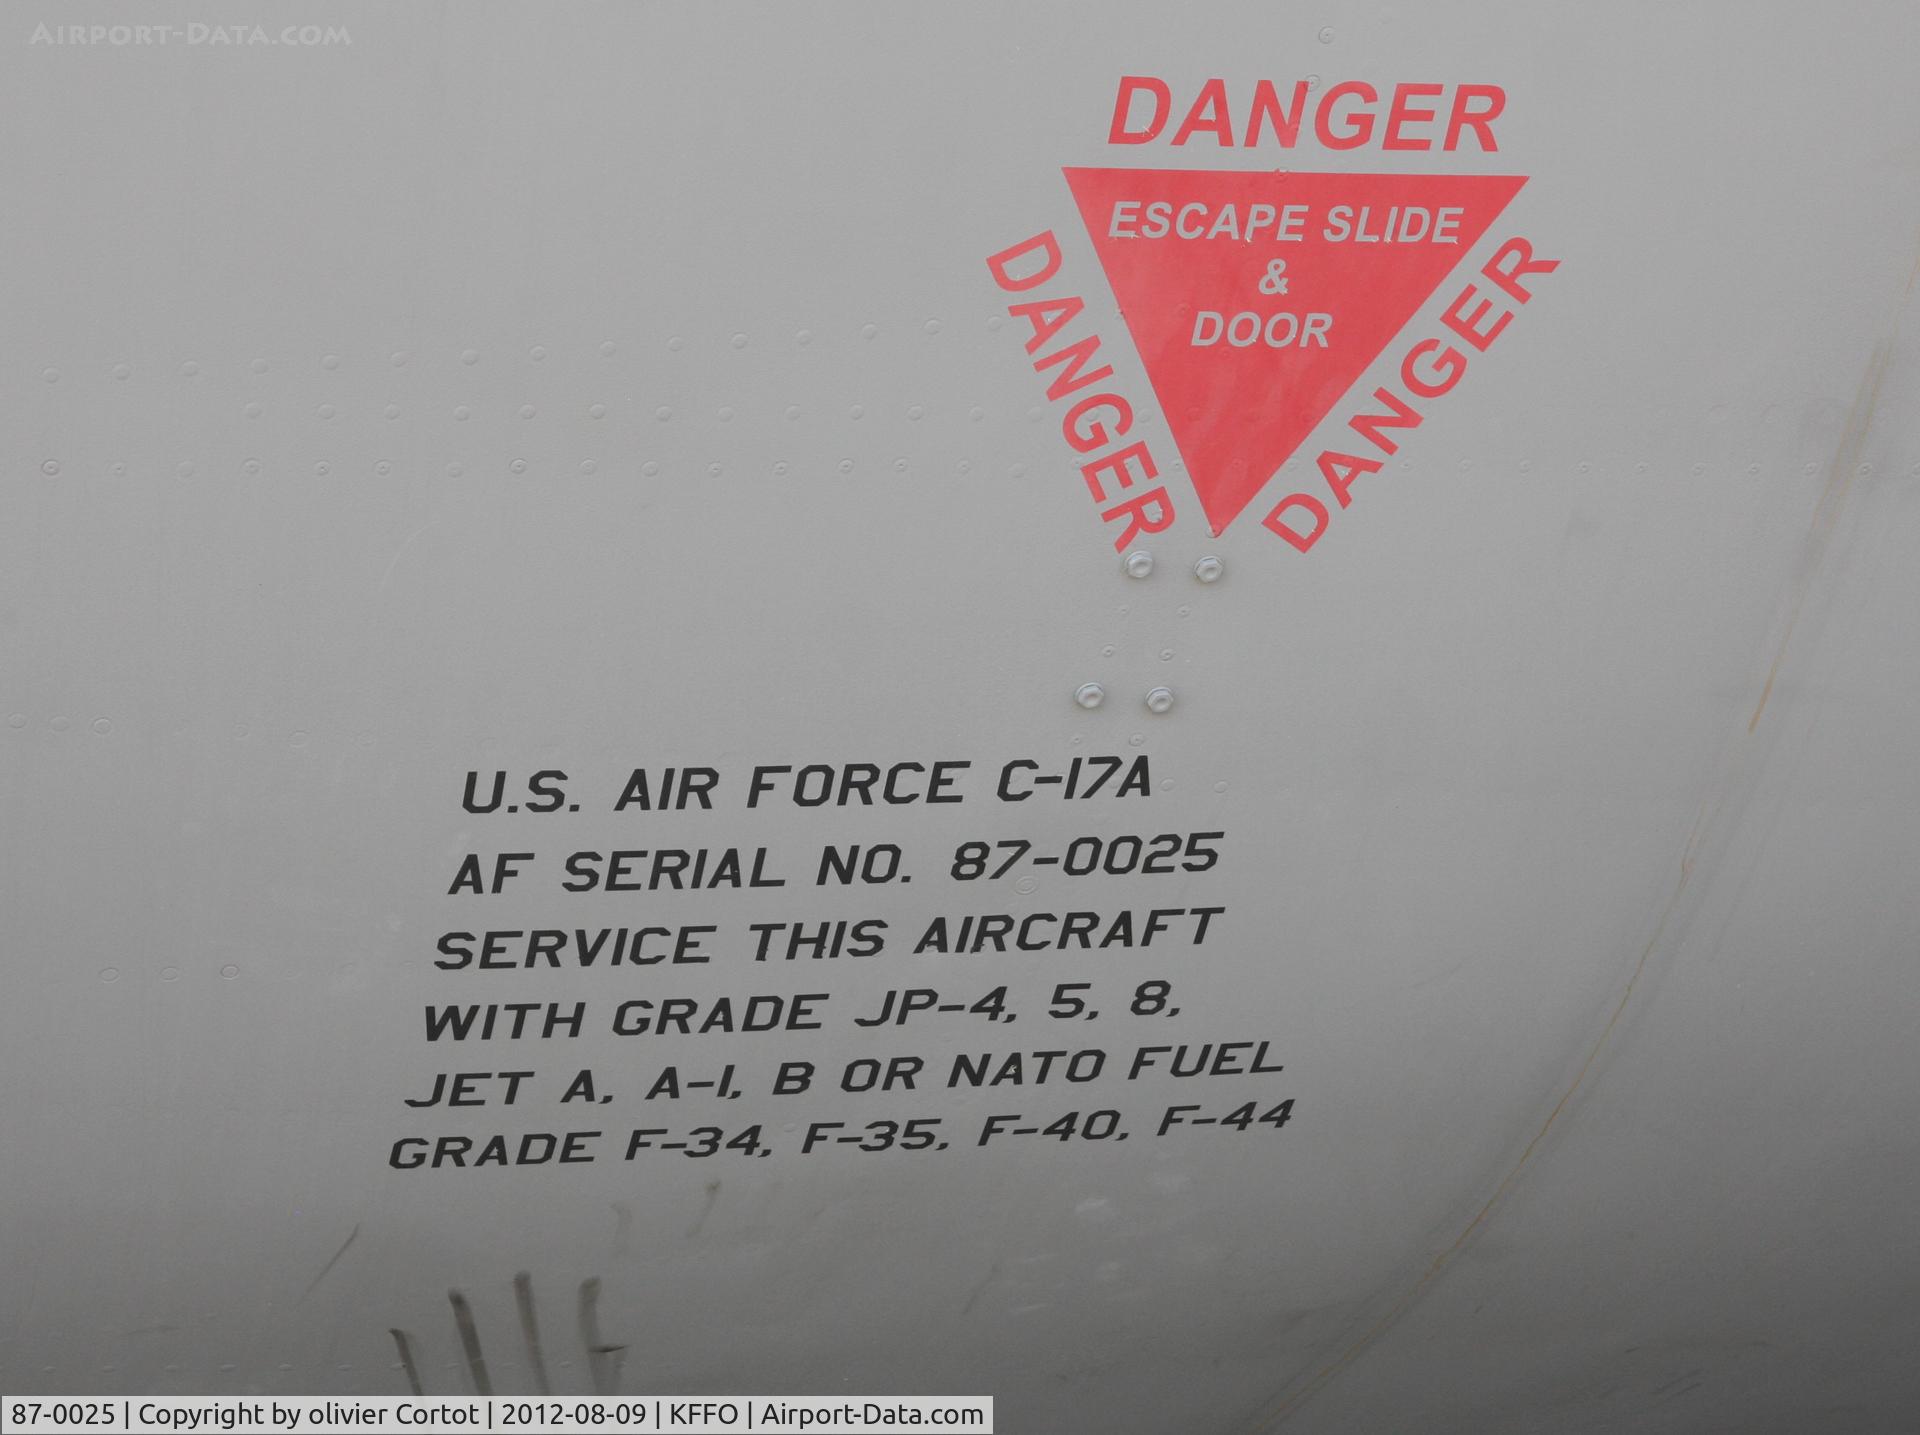 AIRPORT-DATA.COM
DANGER
ESCAPE SLIDE
&
DOOR
DANGER
DANGER
U.S. AIR FORCE C-17A
AF SERIAL NO. 87-0025
SERVICE THIS AIRCRAFT
WITH GRADE JP-4, 5, 8,
JET A, A-1, B OR NATO FUEL
GRADE F-34, F-35, F-40, F-44
87-0025 | Copyright by olivier Cortot | 2012-08-09 | KFFO | Airport-Data.com